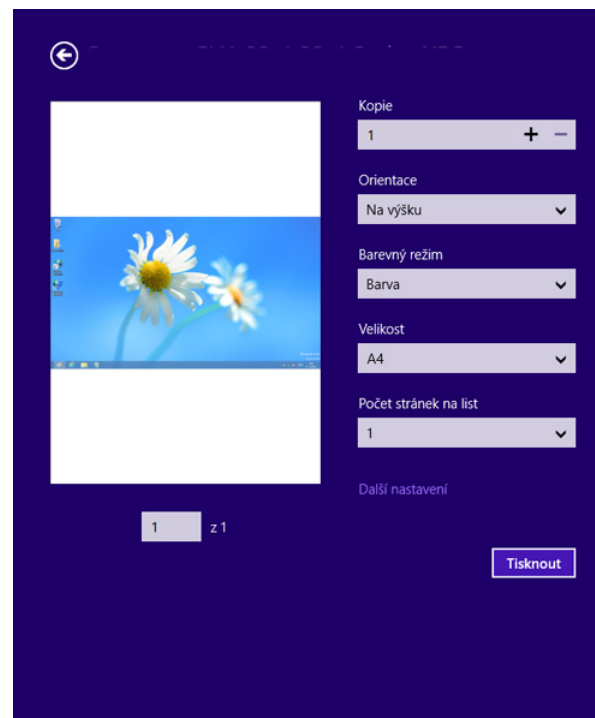 Kopie
1
Orientace
Na výšku
Barevný režim
Barva
Velikost
A4
Počet stránek na list
1
Další nastavení
1 z 1
Tisknout